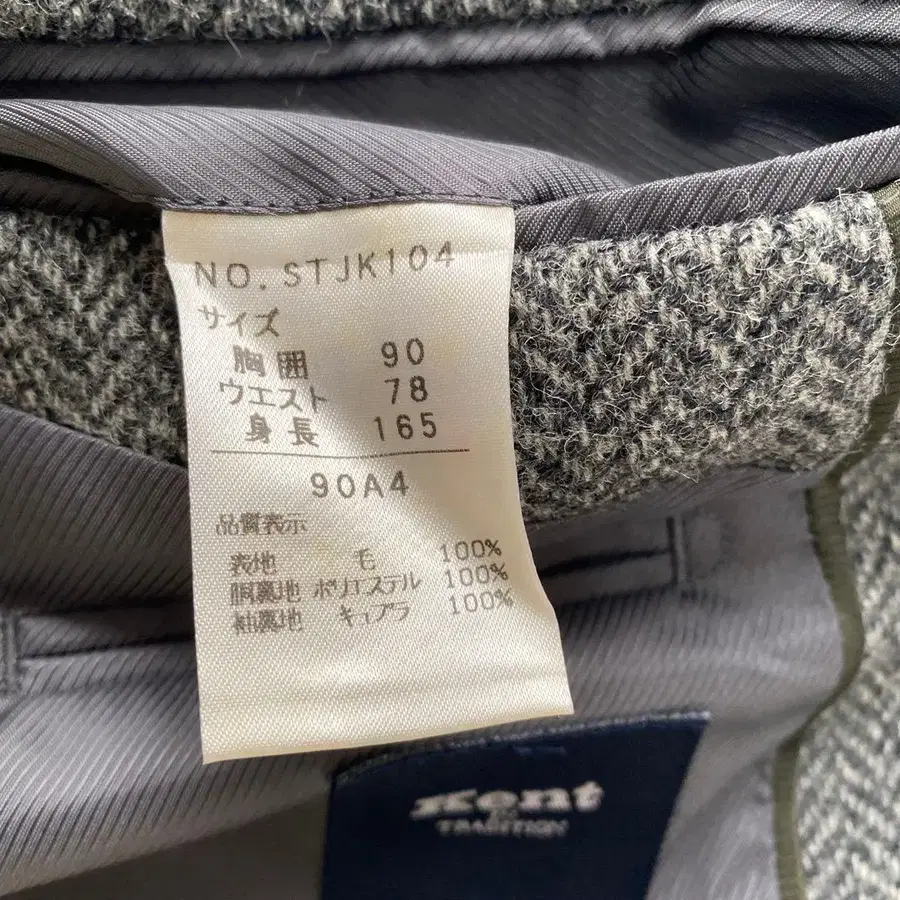 NO. STJK104
サイズ
胸囲 90
ウエスト 78
身長 165
90A4
品質表示
表地 毛 100%
胴裏地 ポリエステル 100%
袖裏地 キュプラ 100%
Kent
TRADITION